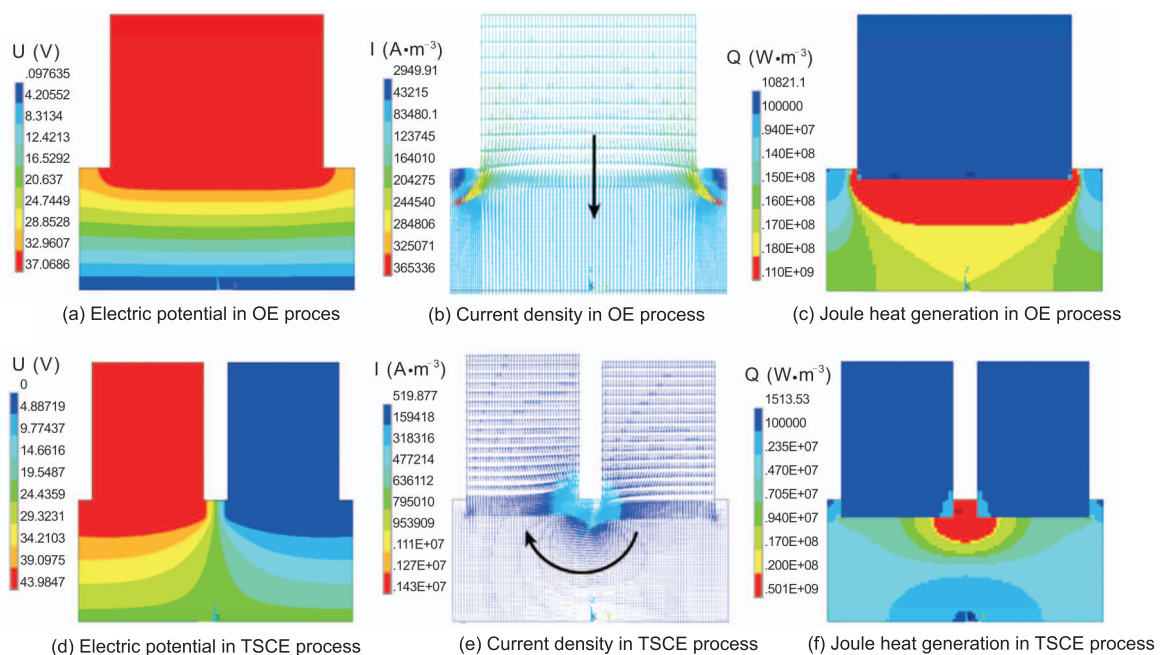 U (V)
.097635
4.20552
8.3134
12.4213
16.5292
20.637
24.7449
28.8528
32.9607
37.0686
(a) Electric potential in OE proces
I (A•m⁻³)
2949.91
43215
83480.1
123745
164010
204275
244540
284806
325071
365336
Z
X Y
(b) Current density in OE process
Q (W•m⁻³)
10821.1
100000
.940E+07
.140E+08
.150E+08
.160E+08
.170E+08
.180E+08
.110E+09
Z
X
(c) Joule heat generation in OE process
U (V)
0
4.88719
9.77437
14.6616
19.5487
24.4359
29.3231
34.2103
39.0975
43.9847
(d) Electric potential in TSCE process
I (A•m⁻³)
519.877
159418
318316
477214
636112
795010
953909
.111E+07
.127E+07
.143E+07
Z
X Y
(e) Current density in TSCE process
Q (W•m⁻³)
1513.53
100000
.235E+07
.470E+07
.705E+07
.940E+07
.170E+08
.200E+08
.501E+09
(f) Joule heat generation in TSCE process